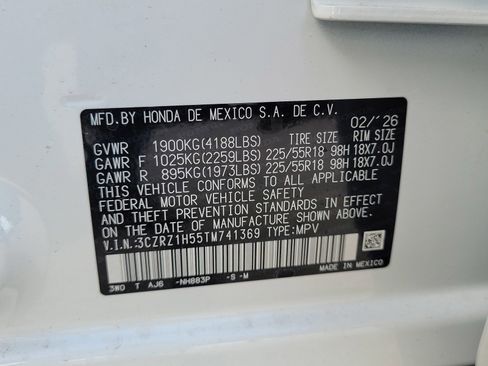 MFD.BY HONDA DE MEXICO S.A. DE C.V. 02/'26
GVWR 1900KG(4188LBS) TIRE SIZE RIM SIZE
GAWR F 1025KG(2259LBS) 225/55R18 98H 18X7.0J
GAWR R 895KG(1973LBS) 225/55R18 98H 18X7.0J
THIS VEHICLE CONFORMS TO ALL APPLICABLE
FEDERAL MOTOR VEHICLE SAFETY
STANDARDS IN EFFECT ON THE DATE
OF MANUFACTURE SHOWN ABOVE.
V.I.N.:3CZRZ1H55TM741369 TYPE:MPV
3W0 T AJ6 -NH883P -S -M MADE IN MEXICO